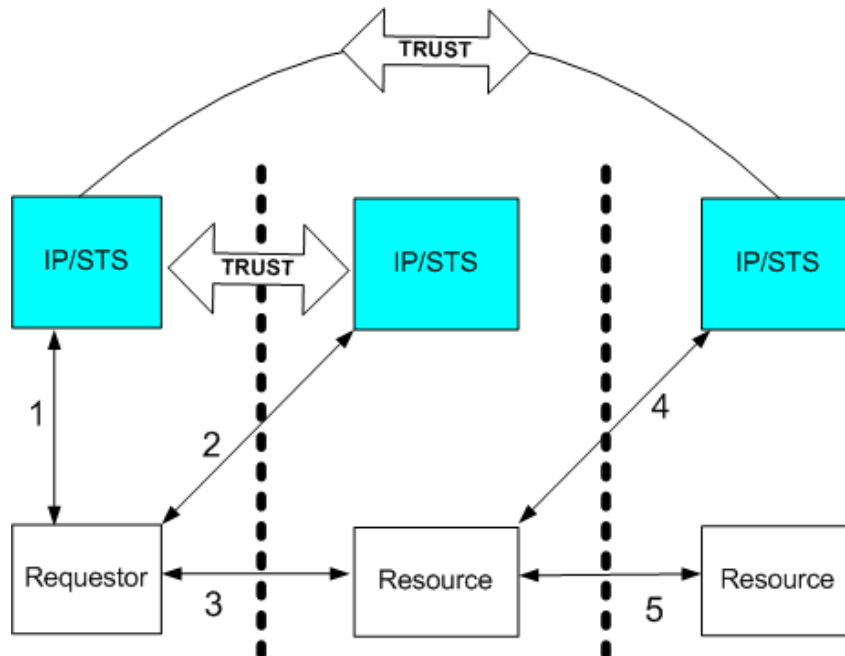 TRUST
IP/STS
TRUST
IP/STS
IP/STS
1
2
4
Requestor
3
Resource
5
Resource